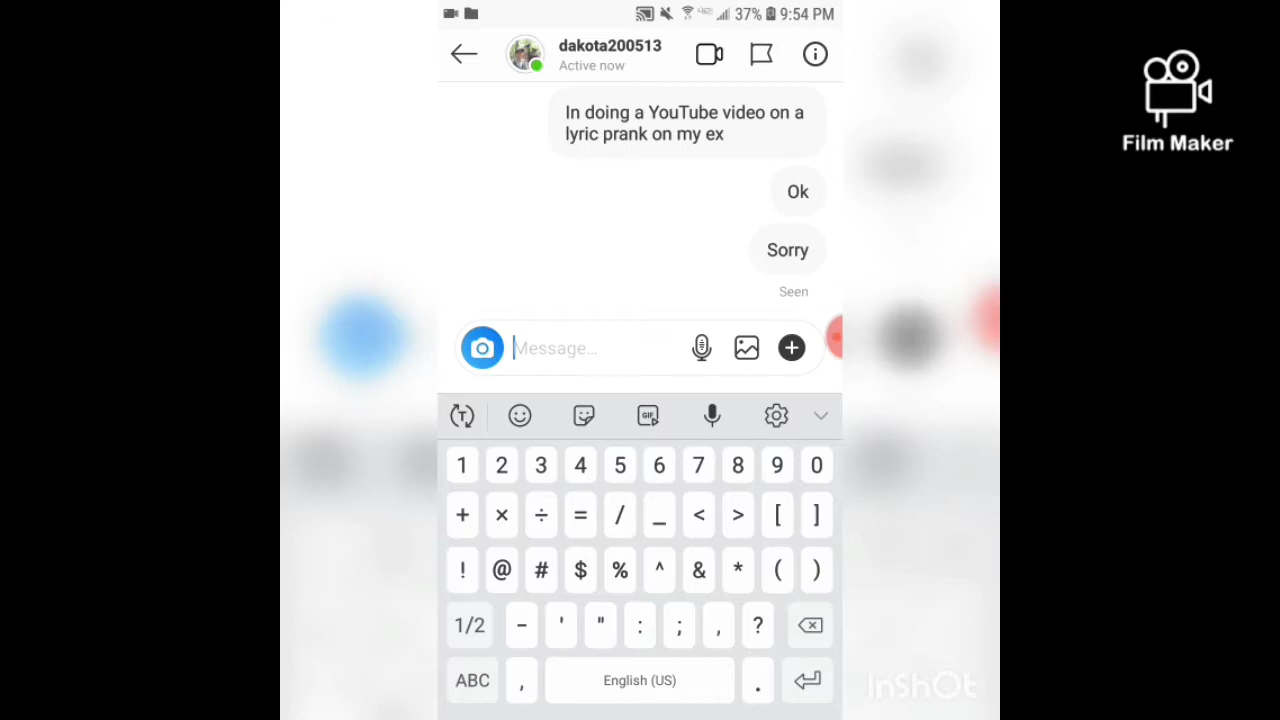 37% 9:54 PM
dakota200513
Active now
In doing a YouTube video on a
lyric prank on my ex
Ok
Sorry
Seen
Message...
GIF
1 2 3 4 5 6 7 8 9 0
+ × ÷ = / _ < > [ ]
! @ # $ % ^ & * ( )
1/2 - ' " : ; , ?
ABC , English (US) .
Film Maker
InShOt